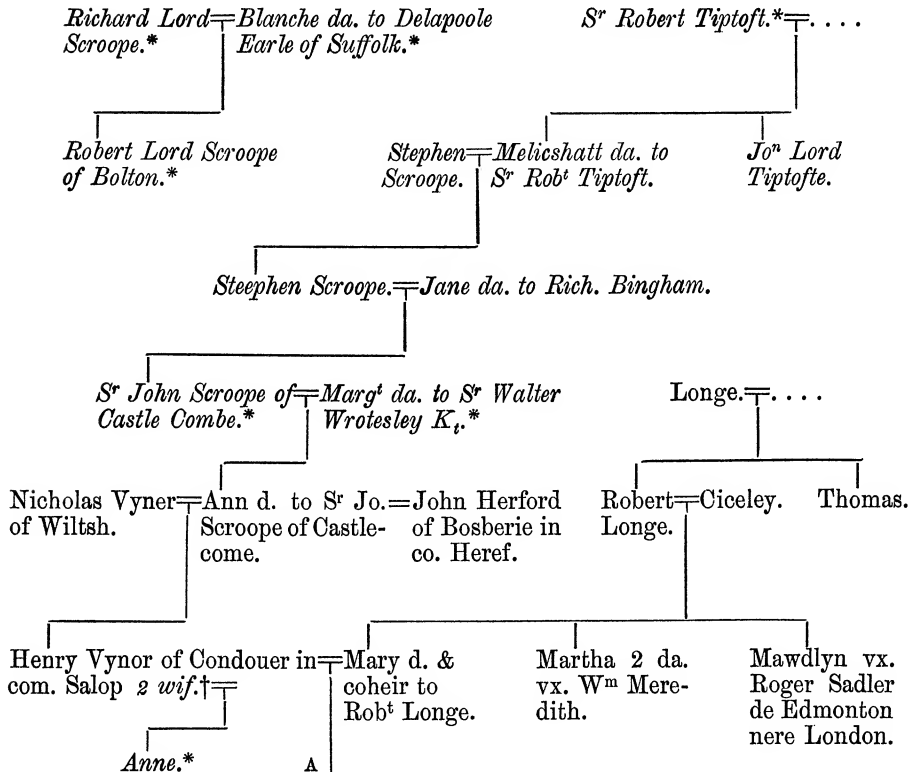 Richard Lord = Blanche da. to Delapoole
Scroope.* Earle of Suffolk.*
Sr Robert Tiptoft.* = . . . .
Robert Lord Scroope
of Bolton.*
Stephen = Melicshatt da. to
Scroope. Sr Robt Tiptoft.
Jon Lord
Tiptofte.
Steephen Scroope. = Jane da. to Rich. Bingham.
Sr John Scroope of = Margt da. to Sr Walter
Castle Combe.* Wrotesley Kt.*
Longe. = . . . .
Nicholas Vyner = Ann d. to Sr Jo. = John Herford
of Wiltsh. Scroope of Castle- of Bosberie in
come. co. Heref.
Robert = Ciceley.
Longe.
Thomas.
Henry Vynor of Condouer in = Mary d. &
com. Salop 2 wif.† = coheir to
Robt Longe.
Martha 2 da.
vx. Wm Mere-
dith.
Mawdlyn vx.
Roger Sadler
de Edmonton
nere London.
Anne.*
A